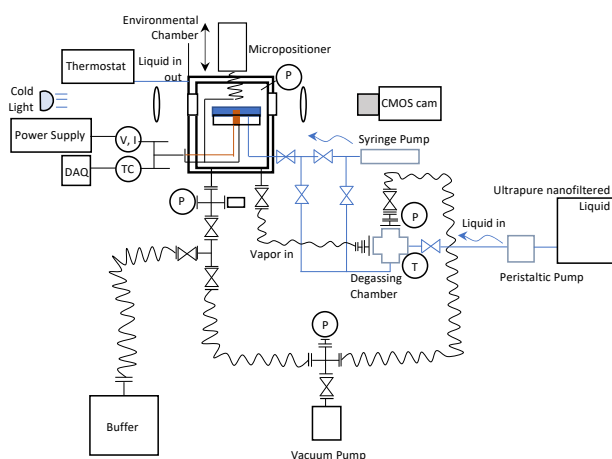 Environmental
Chamber
Micropositioner
Thermostat
Liquid in
out
P
Cold
Light
CMOS cam
Power Supply
V, I
Syringe Pump
DAQ
TC
Ultrapure nanofiltered
Liquid
P
P
Liquid in
Vapor in
T
Degassing
Chamber
Peristaltic Pump
P
Buffer
Vacuum Pump